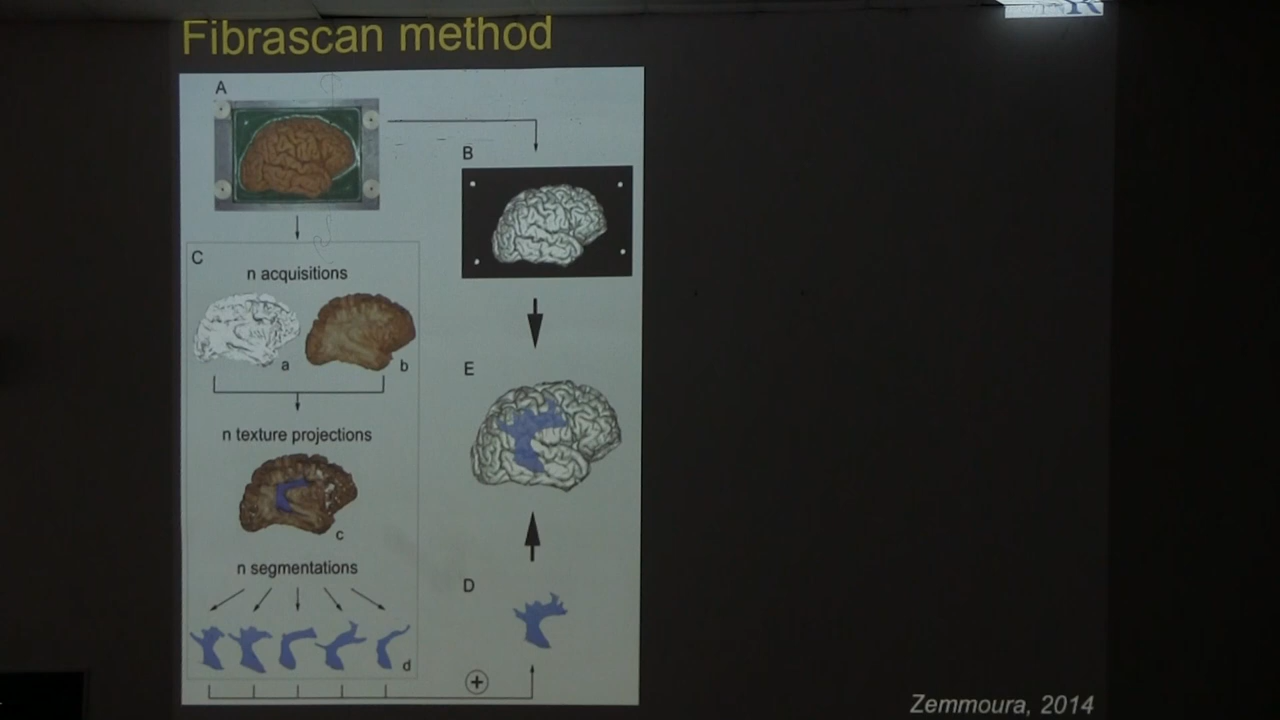 Fibrascan method
A
B
C
n acquisitions
a
b
E
n texture projections
c
n segmentations
D
d
+
Zemmoura, 2014